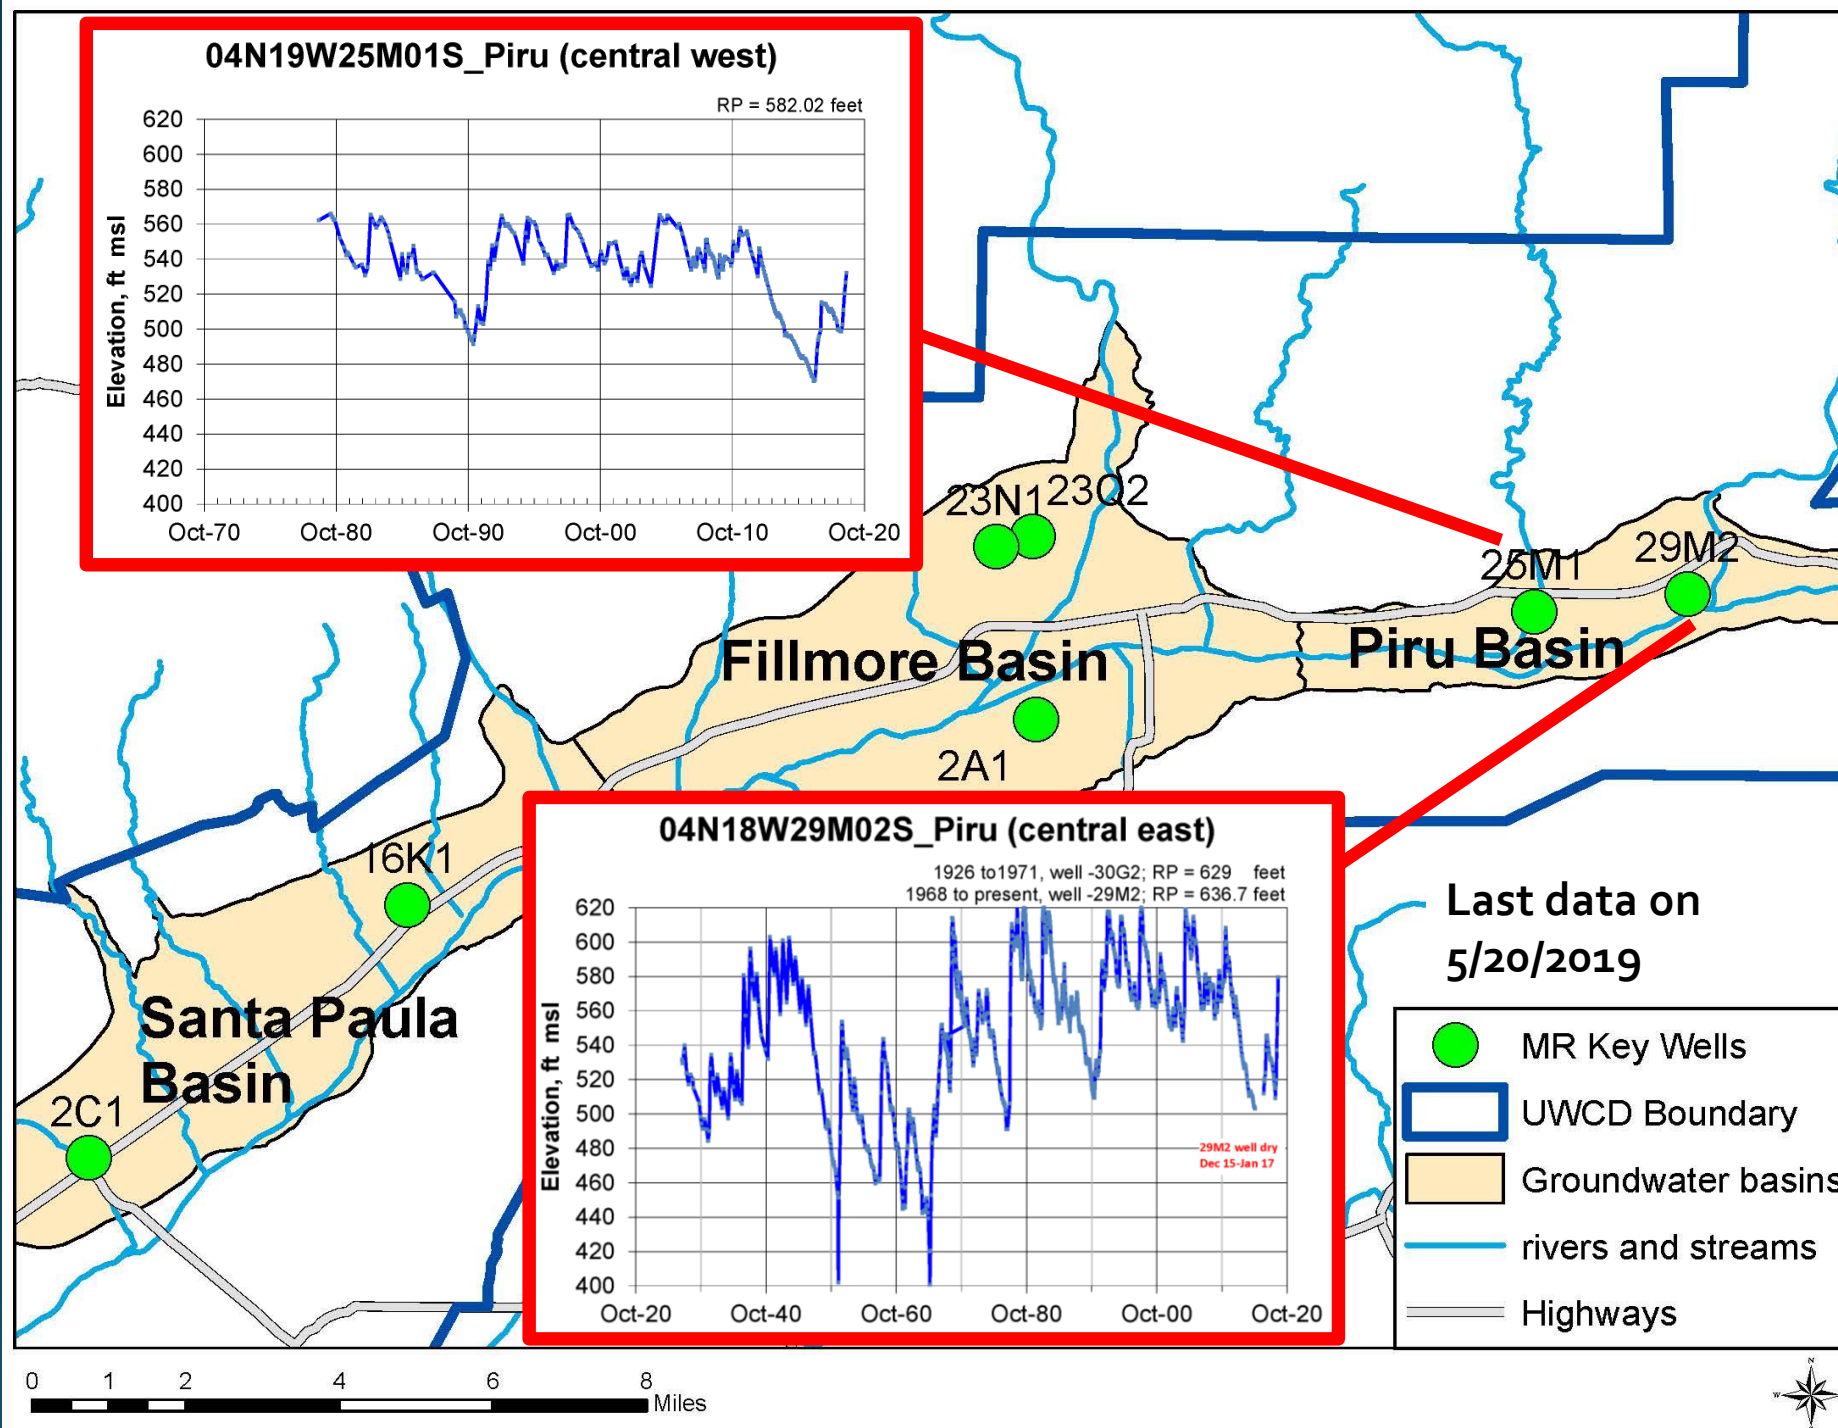 04N19W25M01S_Piru (central west)
RP = 582.02 feet
Elevation, ft msl
620
600
580
560
540
520
500
480
460
440
420
400
Oct-70
Oct-80
Oct-90
Oct-00
Oct-10
Oct-20
23N1
23Q2
25M1
29M2
Fillmore Basin
Piru Basin
2A1
16K1
Santa Paula
Basin
2C1
04N18W29M02S_Piru (central east)
1926 to1971, well -30G2; RP = 629 feet
1968 to present, well -29M2; RP = 636.7 feet
Elevation, ft msl
620
600
580
560
540
520
500
480
460
440
420
400
29M2 well dry
Dec 15-Jan 17
Oct-20
Oct-40
Oct-60
Oct-80
Oct-00
Oct-20
Last data on
5/20/2019
MR Key Wells
UWCD Boundary
Groundwater basins
rivers and streams
Highways
0 1 2 4 6 8
Miles
N
W